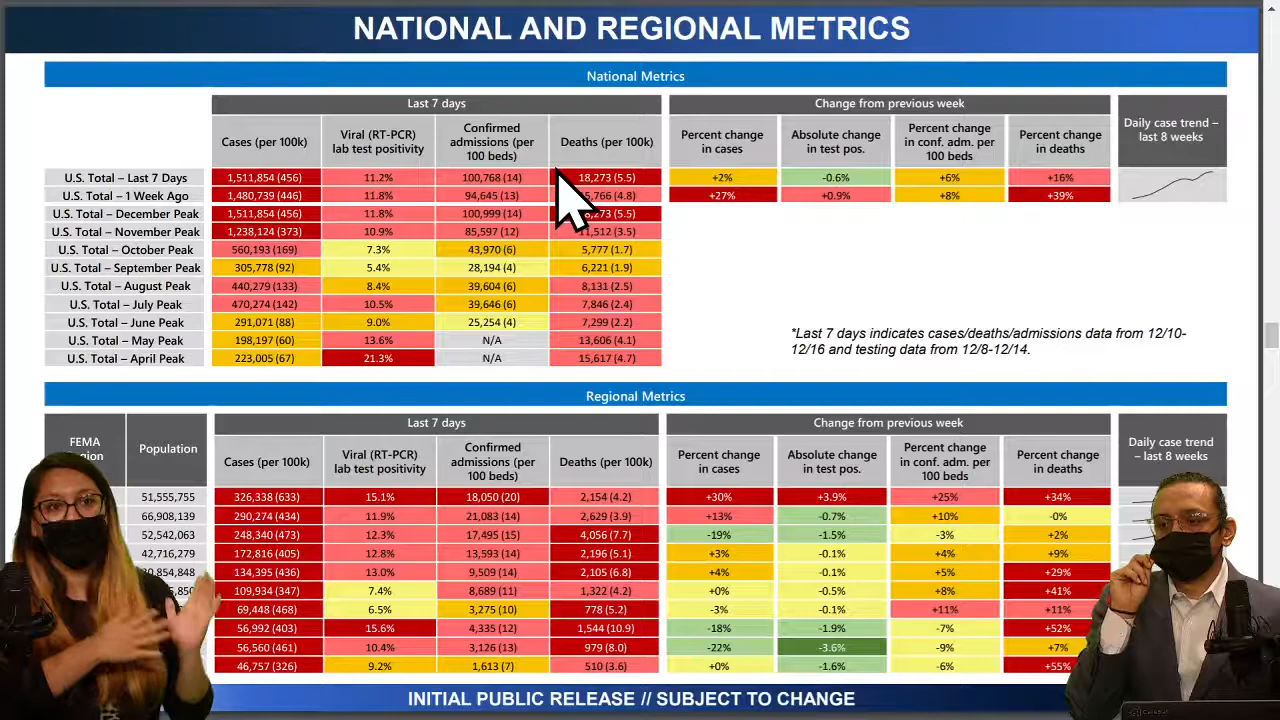 NATIONAL AND REGIONAL METRICS
National Metrics
Last 7 days
Change from previous week
Daily case trend –
last 8 weeks
Cases (per 100k)
Viral (RT-PCR)
lab test positivity
Confirmed
admissions (per
100 beds)
Deaths (per 100k)
Percent change
in cases
Absolute change
in test pos.
Percent change
in conf. adm. per
100 beds
Percent change
in deaths
U.S. Total – Last 7 Days 1,511,854 (456) 11.2% 100,768 (14) 18,273 (5.5) +2% -0.6% +6% +16%
U.S. Total – 1 Week Ago 1,480,739 (446) 11.8% 94,645 (13) 5,766 (4.8) +27% +0.9% +8% +39%
U.S. Total – December Peak 1,511,854 (456) 11.8% 100,999 (14) 8,273 (5.5)
U.S. Total – November Peak 1,238,124 (373) 10.9% 85,597 (12) 11,512 (3.5)
U.S. Total – October Peak 560,193 (169) 7.3% 43,970 (6) 5,777 (1.7)
U.S. Total – September Peak 305,778 (92) 5.4% 28,194 (4) 6,221 (1.9)
U.S. Total – August Peak 440,279 (133) 8.4% 39,604 (6) 8,131 (2.5)
U.S. Total – July Peak 470,274 (142) 10.5% 39,646 (6) 7,846 (2.4)
U.S. Total – June Peak 291,071 (88) 9.0% 25,254 (4) 7,299 (2.2)
U.S. Total – May Peak 198,197 (60) 13.6% N/A 13,606 (4.1)
U.S. Total – April Peak 223,005 (67) 21.3% N/A 15,617 (4.7)
*Last 7 days indicates cases/deaths/admissions data from 12/10-
12/16 and testing data from 12/8-12/14.
Regional Metrics
FEMA
gion
Population
Last 7 days
Change from previous week
Daily case trend
– last 8 weeks
Cases (per 100k)
Viral (RT-PCR)
lab test positivity
Confirmed
admissions (per
100 beds)
Deaths (per 100k)
Percent change
in cases
Absolute change
in test pos.
Percent change
in conf. adm. per
100 beds
Percent change
in deaths
51,555,755 326,338 (633) 15.1% 18,050 (20) 2,154 (4.2) +30% +3.9% +25% +34%
66,908,139 290,274 (434) 11.9% 21,083 (14) 2,629 (3.9) +13% -0.7% +10% -0%
52,542,063 248,340 (473) 12.3% 17,495 (15) 4,056 (7.7) -19% -1.5% -3% +2%
42,716,279 172,816 (405) 12.8% 13,593 (14) 2,196 (5.1) +3% -0.1% +4% +9%
0,854,848 134,395 (436) 13.0% 9,509 (14) 2,105 (6.8) +4% -0.1% +5% +29%
109,934 (347) 7.4% 8,689 (11) 1,322 (4.2) +0% -0.5% +8% +41%
69,448 (468) 6.5% 3,275 (10) 778 (5.2) -3% -0.1% +11% +11%
56,992 (403) 15.6% 4,335 (12) 1,544 (10.9) -18% -1.9% -7% +52%
56,560 (461) 10.4% 3,126 (13) 979 (8.0) -22% -3.6% -9% +7%
46,757 (326) 9.2% 1,613 (7) 510 (3.6) +0% -1.6% -6% +55%
INITIAL PUBLIC RELEASE // SUBJECT TO CHANGE